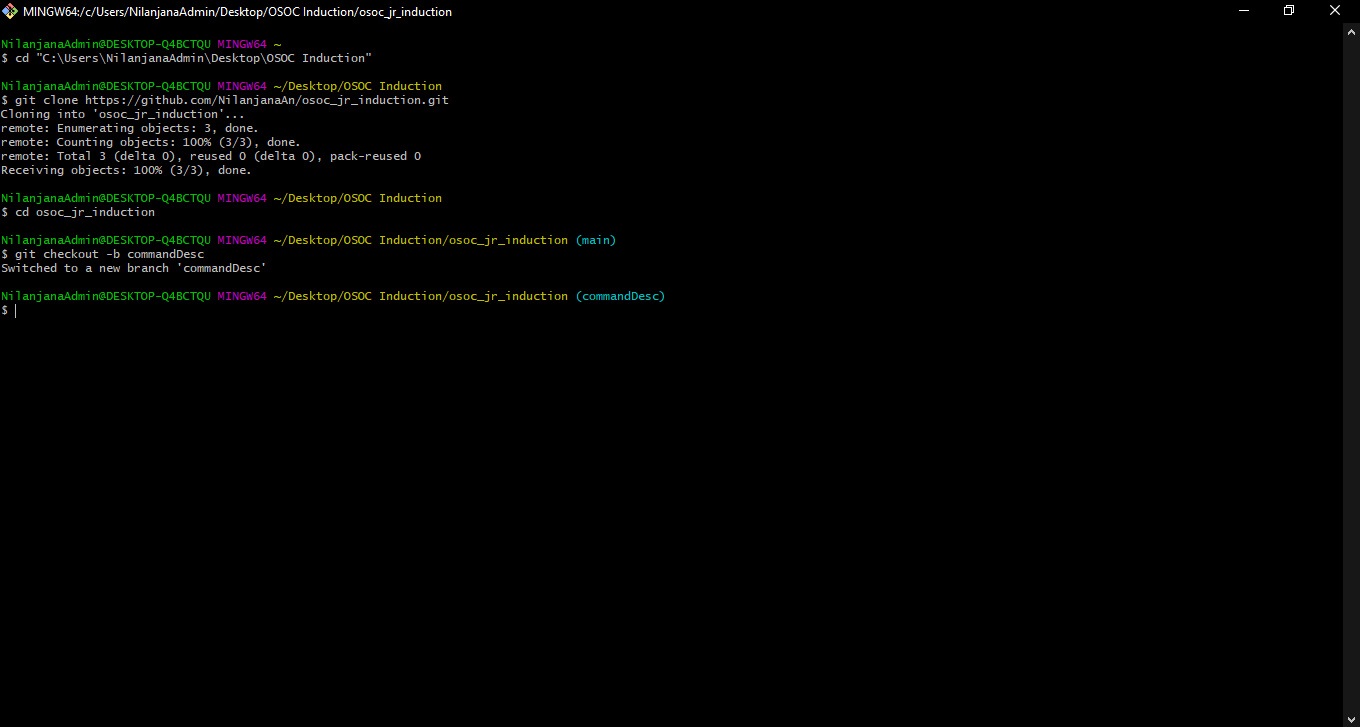 MINGW64:/c/Users/NilanjanaAdmin/Desktop/OSOC Induction/osoc_jr_induction
NilanjanaAdmin@DESKTOP-Q4BCTQU MINGW64 ~
$ cd "C:\Users\NilanjanaAdmin\Desktop\OSOC Induction"
NilanjanaAdmin@DESKTOP-Q4BCTQU MINGW64 ~/Desktop/OSOC Induction
$ git clone https://github.com/NilanjanaAn/osoc_jr_induction.git
Cloning into 'osoc_jr_induction'...
remote: Enumerating objects: 3, done.
remote: Counting objects: 100% (3/3), done.
remote: Total 3 (delta 0), reused 0 (delta 0), pack-reused 0
Receiving objects: 100% (3/3), done.
NilanjanaAdmin@DESKTOP-Q4BCTQU MINGW64 ~/Desktop/OSOC Induction
$ cd osoc_jr_induction
NilanjanaAdmin@DESKTOP-Q4BCTQU MINGW64 ~/Desktop/OSOC Induction/osoc_jr_induction (main)
$ git checkout -b commandDesc
Switched to a new branch 'commandDesc'
NilanjanaAdmin@DESKTOP-Q4BCTQU MINGW64 ~/Desktop/OSOC Induction/osoc_jr_induction (commandDesc)
$